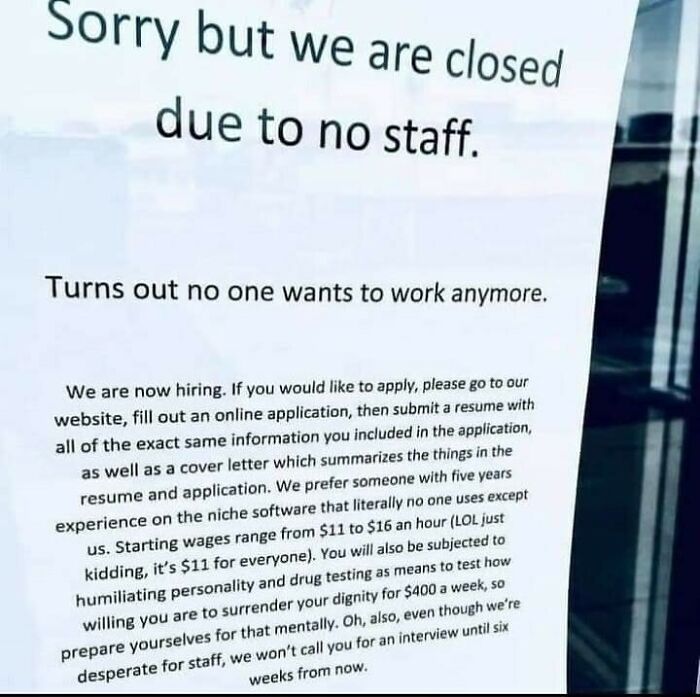 Sorry but we are closed
due to no staff.
Turns out no one wants to work anymore.
We are now hiring. If you would like to apply, please go to our
website, fill out an online application, then submit a resume with
all of the exact same information you included in the application,
as well as a cover letter which summarizes the things in the
resume and application. We prefer someone with five years
experience on the niche software that literally no one uses except
us. Starting wages range from $11 to $16 an hour (LOL just
kidding, it's $11 for everyone). You will also be subjected to
humiliating personality and drug testing as means to test how
willing you are to surrender your dignity for $400 a week, so
prepare yourselves for that mentally. Oh, also, even though we're
desperate for staff, we won't call you for an interview until six
weeks from now.